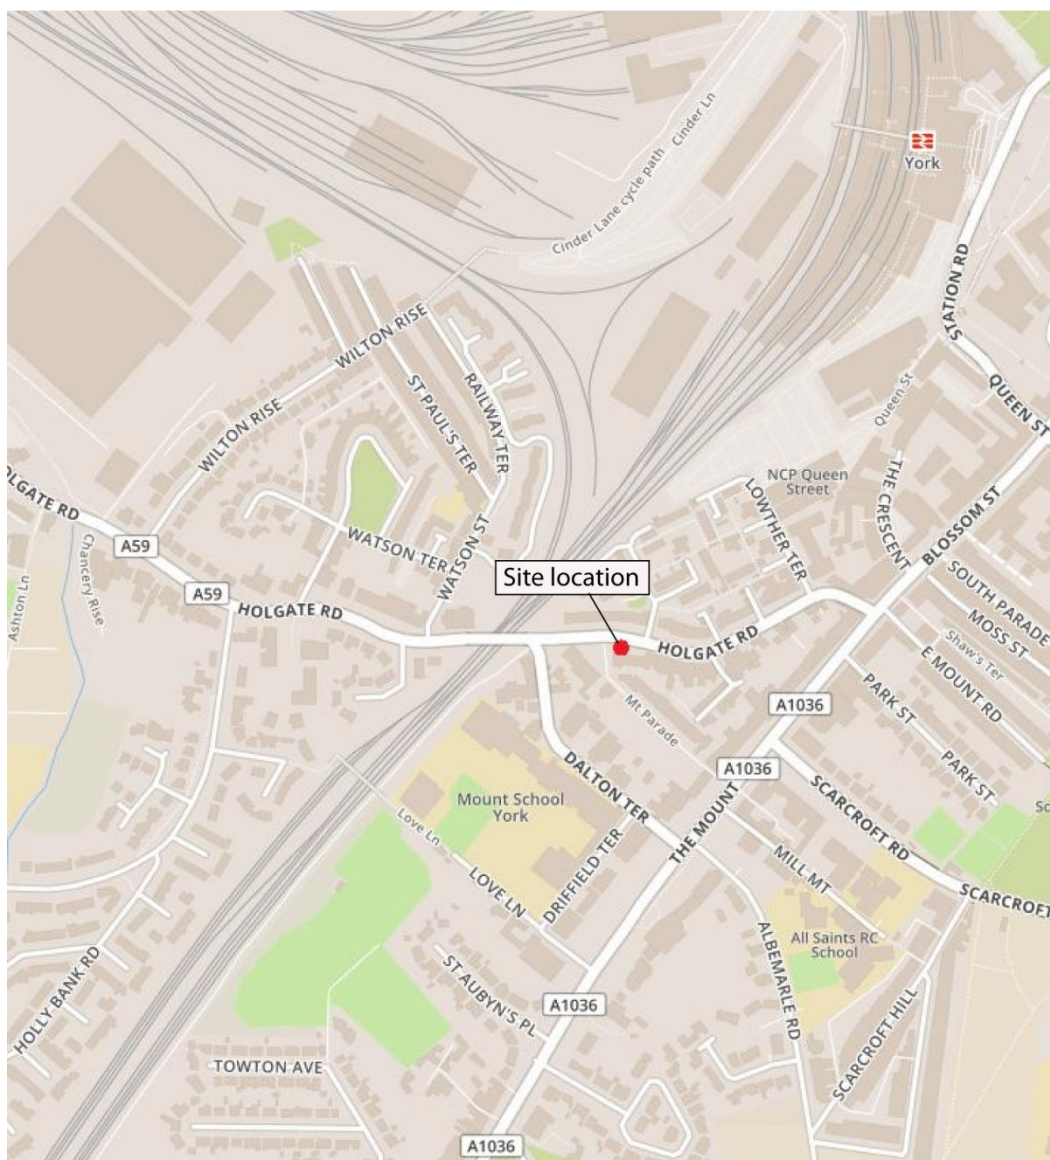 Cinder Lane cycle path
Cinder Ln
York
STATION RD
WILTON RISE
ST PAUL'S TER
RAILWAY TER
QUEEN ST
Queen St
WILTON RISE
NCP Queen
Street
THE CRESCENT
LOWTHER TER
BLOSSOM ST
HOLGATE RD
A59
Chancery Rise
WATSON TER
WATSON ST
Site location
SOUTH PARADE
MOSS ST
Shaw's Ter
E MOUNT RD
Ashton Ln
A59
HOLGATE RD
HOLGATE RD
PARK ST
Mt Parade
A1036
A1036
PARK ST
DALTON TER
Mount School
York
THE MOUNT
SCARCROFT RD
Sc
Love Ln
DRIFFIELD TER
MILL MT
SCARCROFT
LOVE LN
All Saints RC
School
ALBEMARLE RD
HOLLY BANK RD
ST AUBYN'S PL
A1036
SCARCROFT HILL
TOWTON AVE
A1036